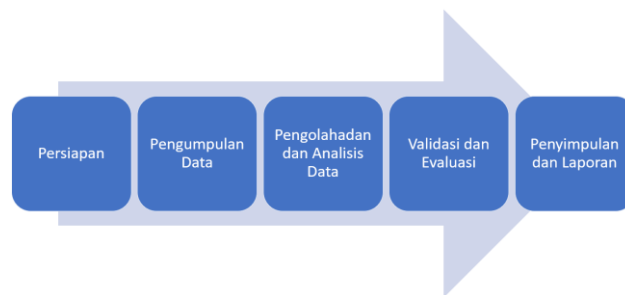 Persiapan
Pengumpulan
Data
Pengolahadan
dan Analisis
Data
Validasi dan
Evaluasi
Penyimpulan
dan Laporan